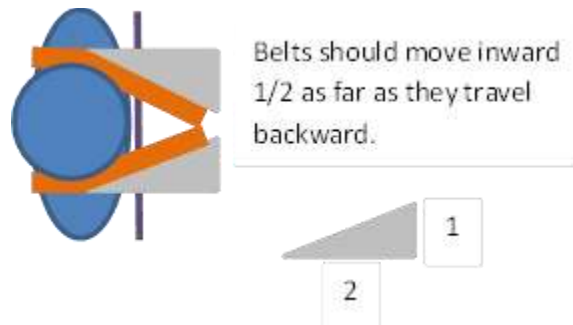 Belts should move inward
1/2 as far as they travel
backward.
1
2